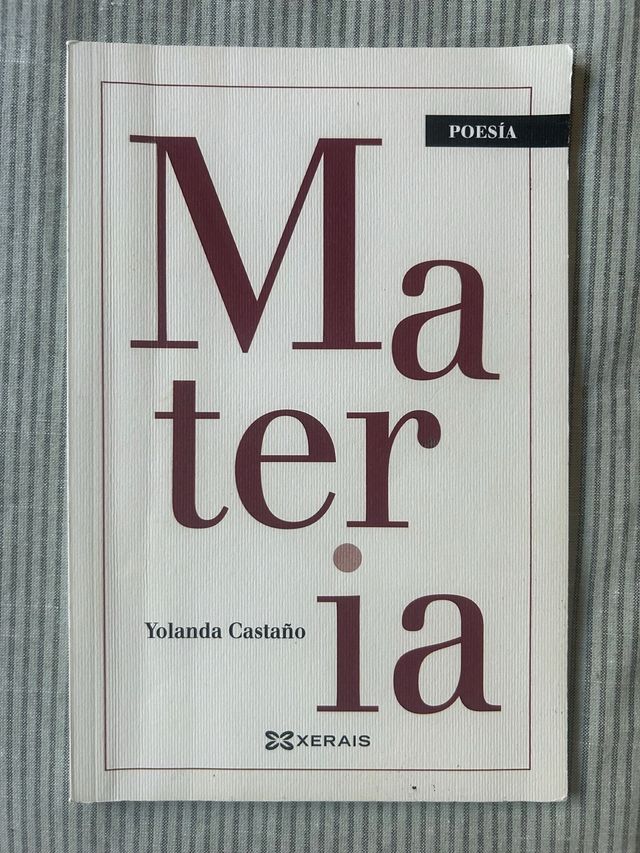 POESÍA
Ma
ter
ia
Yolanda Castaño
XERAIS